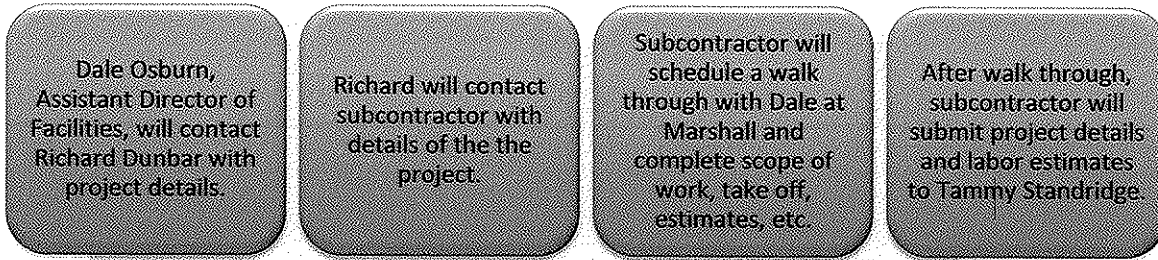 Dale Osburn,
Assistant Director of
Facilities, will contact
Richard Dunbar with
project details.
Richard will contact
subcontractor with
details of the the
project.
Subcontractor will
schedule a walk
through with Dale at
Marshall and
complete scope of
work, take off,
estimates, etc.
After walk through,
subcontractor will
submit project details
and labor estimates
to Tammy Standridge.